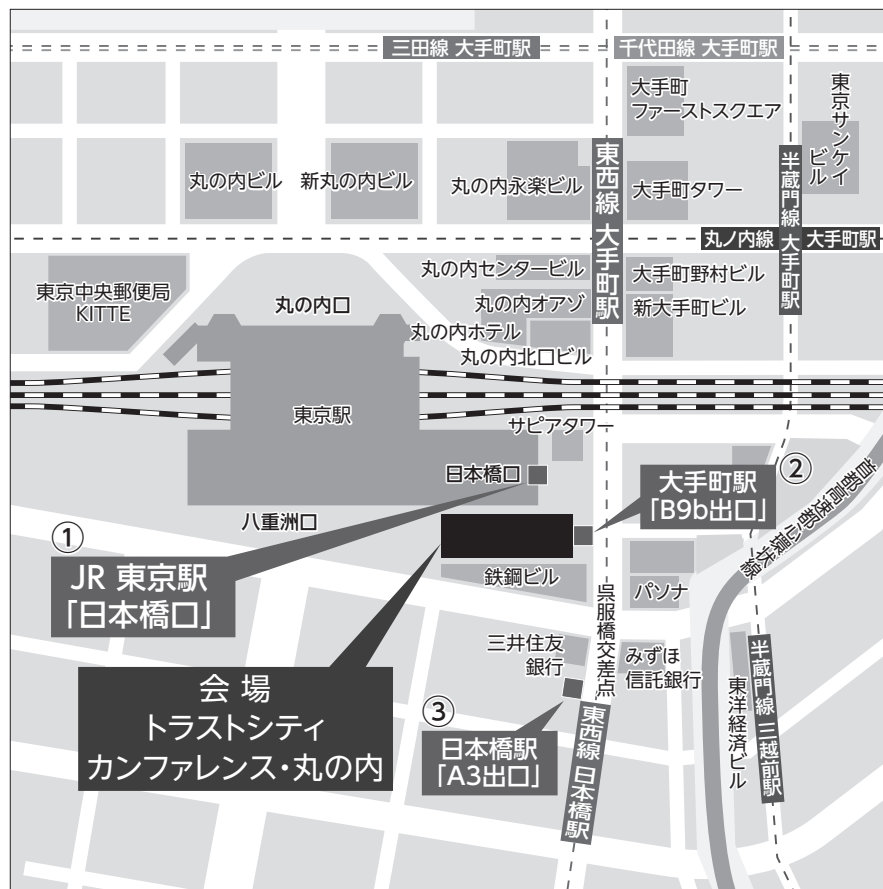 三田線 大手町駅
千代田線 大手町駅
大手町
ファーストスクエア
東京サンケイ
ビル
丸の内ビル
新丸の内ビル
丸の内永楽ビル
東西線 大手町駅
大手町タワー
半蔵門線 大手町駅
丸ノ内線 大手町駅
東京中央郵便局
KITTE
丸の内口
丸の内センタービル
大手町野村ビル
丸の内オアゾ
新大手町ビル
丸の内ホテル
丸の内北口ビル
東京駅
サピアタワー
日本橋口
大手町駅
「B9b出口」
②
首都高速都心環状線
八重洲口
①
JR 東京駅
「日本橋口」
鉄鋼ビル
パソナ
呉服橋交差点
三井住友
銀行
みずほ
信託銀行
東洋経済ビル
半蔵門線 三越前駅
会 場
トラストシティ
カンファレンス・丸の内
③
日本橋駅
「A3出口」
東西線 日本橋駅